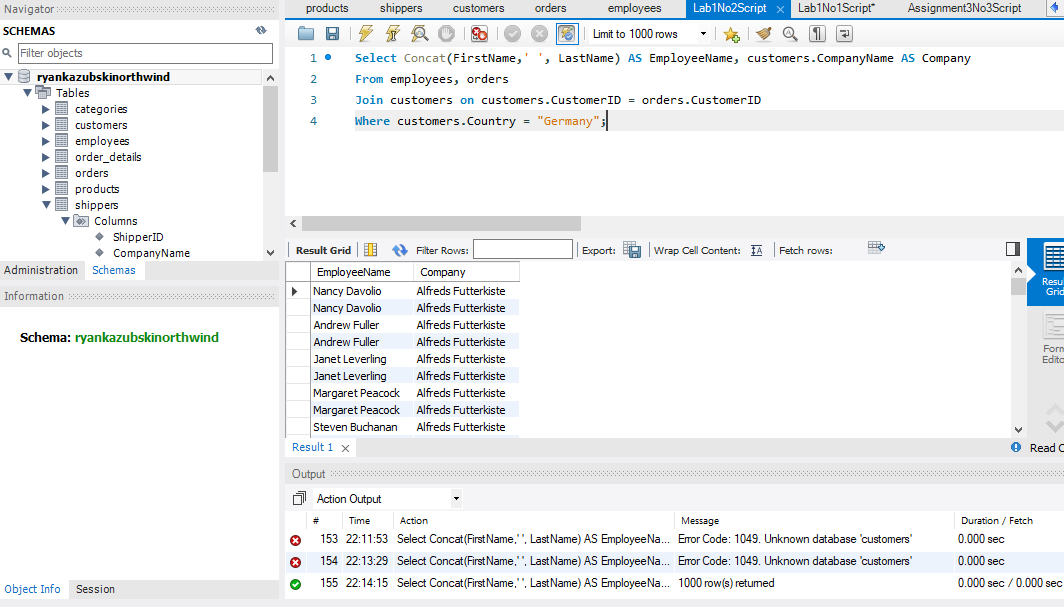 Navigator
SCHEMAS
Filter objects
ryankazubskinorthwind
Tables
categories
customers
employees
order_details
orders
products
shippers
Columns
ShipperID
CompanyName
Administration Schemas
Information
Schema: ryankazubskinorthwind
Object Info Session
products shippers customers orders employees Lab1No2Script Lab1No1Script* Assignment3No3Script
Limit to 1000 rows
1 Select Concat(FirstName,' ', LastName) AS EmployeeName, customers.CompanyName AS Company
2 From employees, orders
3 Join customers on customers.CustomerID = orders.CustomerID
4 Where customers.Country = "Germany";
Result Grid Filter Rows: Export: Wrap Cell Content: Fetch rows:
EmployeeName Company
Nancy Davolio Alfreds Futterkiste
Nancy Davolio Alfreds Futterkiste
Andrew Fuller Alfreds Futterkiste
Andrew Fuller Alfreds Futterkiste
Janet Leverling Alfreds Futterkiste
Janet Leverling Alfreds Futterkiste
Margaret Peacock Alfreds Futterkiste
Margaret Peacock Alfreds Futterkiste
Steven Buchanan Alfreds Futterkiste
Result 1
Output
Action Output
# Time Action Message Duration / Fetch
153 22:11:53 Select Concat(FirstName,' ', LastName) AS EmployeeNa... Error Code: 1049. Unknown database 'customers' 0.000 sec
154 22:13:29 Select Concat(FirstName,' ', LastName) AS EmployeeNa... Error Code: 1049. Unknown database 'customers' 0.000 sec
155 22:14:15 Select Concat(FirstName,' ', LastName) AS EmployeeNa... 1000 row(s) returned 0.000 sec / 0.000 sec